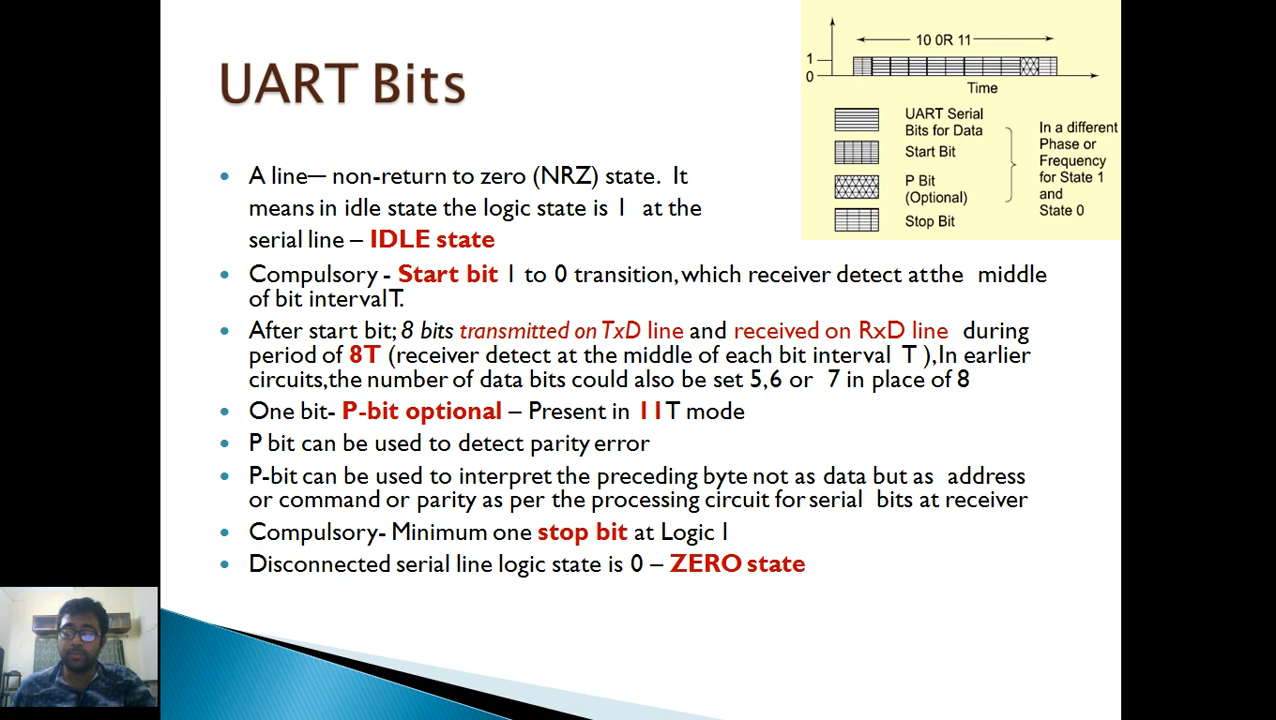 UART Bits
• A line─ non-return to zero (NRZ) state. It
means in idle state the logic state is 1 at the
serial line – IDLE state
• Compulsory - Start bit 1 to 0 transition, which receiver detect atthe middle
of bit intervalT.
• After start bit; 8 bits transmitted on TxD line and received on RxD line during
period of 8T (receiver detect at the middle of each bit interval T ),In earlier
circuits,the number of data bits could also be set 5,6 or 7 in place of 8
• One bit- P-bit optional – Present in 11T mode
• P bit can be used to detect parity error
• P-bit can be used to interpret the preceding byte not as data but as address
or command or parity as per the processing circuit for serial bits at receiver
• Compulsory- Minimum one stop bit at Logic 1
• Disconnected serial line logic state is 0 – ZERO state
10 0R 11
1
0
Time
UART Serial
Bits for Data
Start Bit
P Bit
(Optional)
Stop Bit
In a different
Phase or
Frequency
for State 1
and
State 0